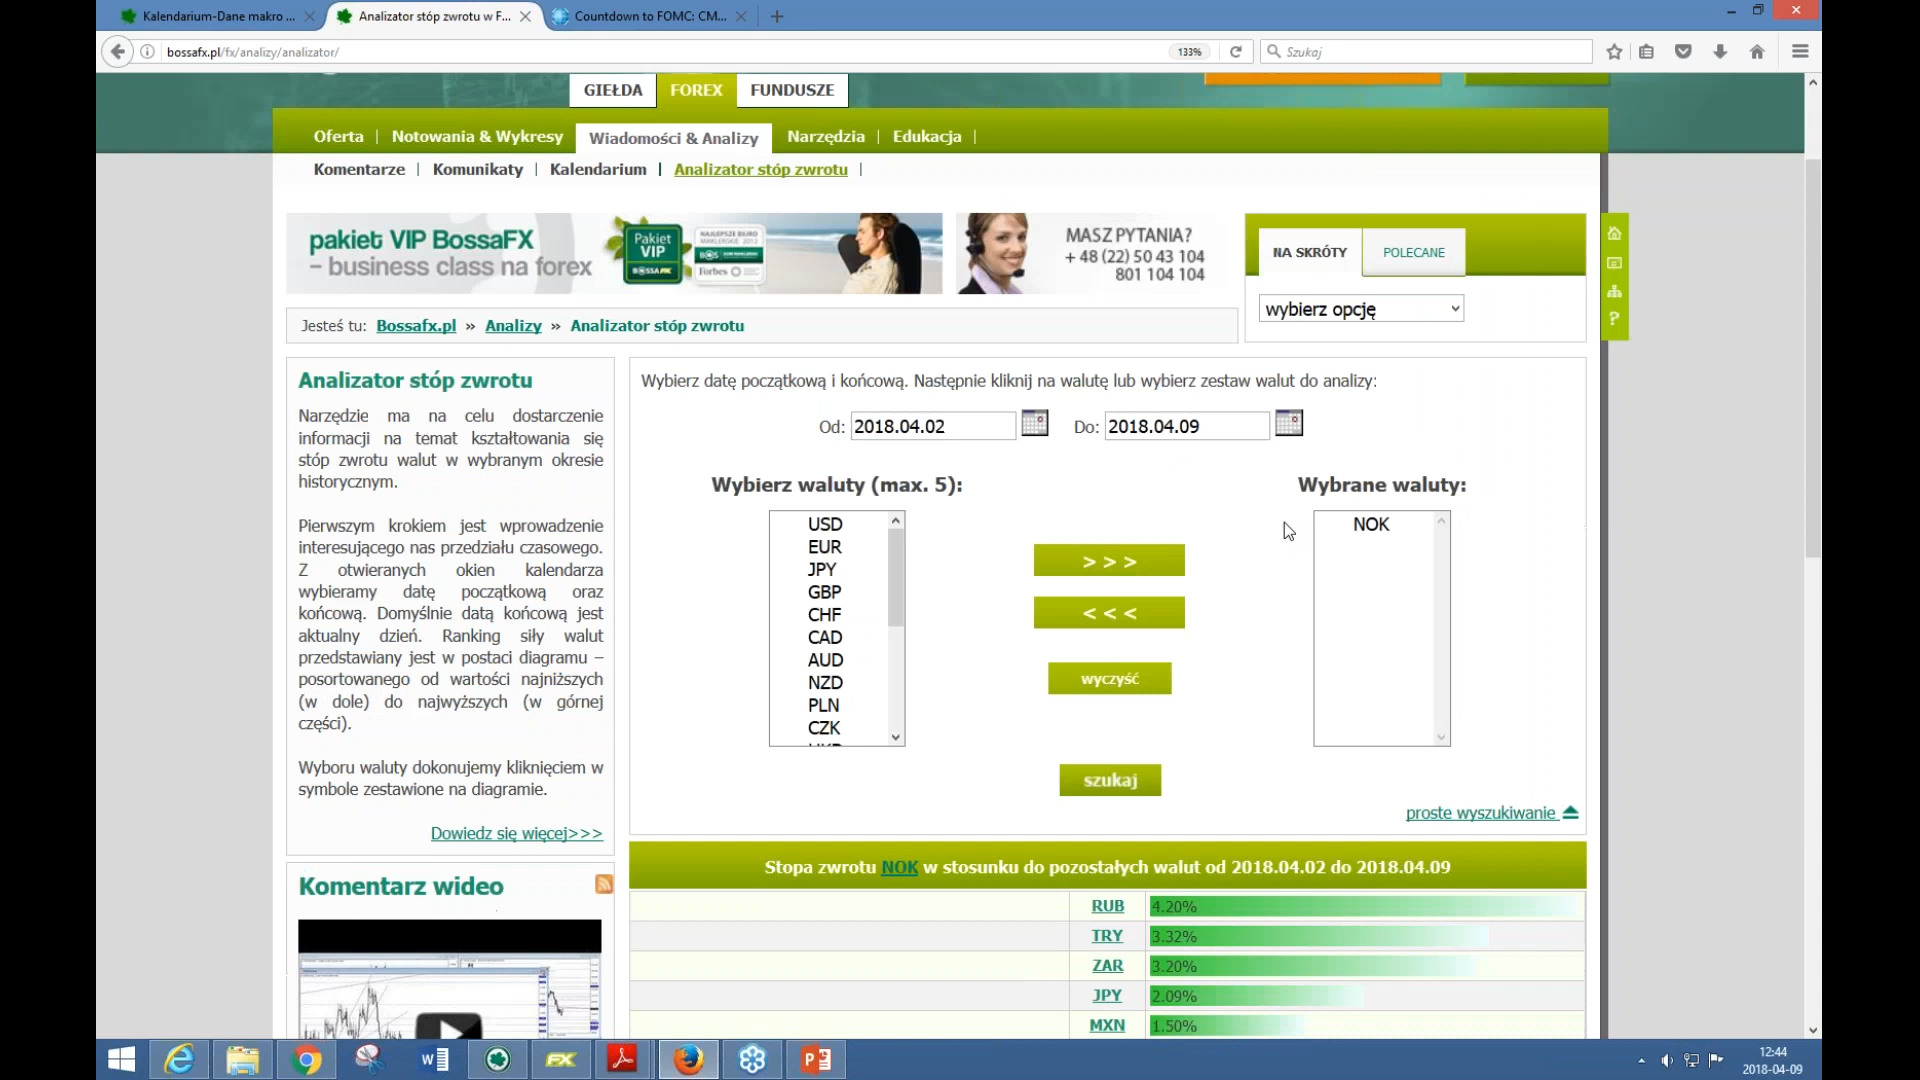 Kalendarium-Dane makro ...
Analizator stóp zwrotu w F...
Countdown to FOMC: CM...
bossafx.pl/fx/analizy/analizator/
133%
Szukaj
GIEŁDA
FOREX
FUNDUSZE
Oferta
Notowania & Wykresy
Wiadomości & Analizy
Narzędzia
Edukacja
Komentarze
Komunikaty
Kalendarium
Analizator stóp zwrotu
pakiet VIP BossaFX
– business class na forex
Pakiet
VIP
BOSSAFX
NAJLEPSZE BIURO
MAKLERSKIE 2012
Forbes
MASZ PYTANIA?
+ 48 (22) 50 43 104
801 104 104
NA SKRÓTY
POLECANE
wybierz opcję
Jesteś tu: Bossafx.pl » Analizy » Analizator stóp zwrotu
Analizator stóp zwrotu
Narzędzie ma na celu dostarczenie
informacji na temat kształtowania się
stóp zwrotu walut w wybranym okresie
historycznym.
Pierwszym krokiem jest wprowadzenie
interesującego nas przedziału czasowego.
Z otwieranych okien kalendarza
wybieramy datę początkową oraz
końcową. Domyślnie datą końcową jest
aktualny dzień. Ranking siły walut
przedstawiany jest w postaci diagramu –
posortowanego od wartości najniższych
(w dole) do najwyższych (w górnej
części).
Wyboru waluty dokonujemy kliknięciem w
symbole zestawione na diagramie.
Dowiedz się więcej>>>
Komentarz wideo
Wybierz datę początkową i końcową. Następnie kliknij na walutę lub wybierz zestaw walut do analizy:
Od: 2018.04.02
Do: 2018.04.09
Wybierz waluty (max. 5):
Wybrane waluty:
USD
EUR
JPY
GBP
CHF
CAD
AUD
NZD
PLN
CZK
NOK
> > >
< < <
wyczyść
szukaj
proste wyszukiwanie
Stopa zwrotu NOK w stosunku do pozostałych walut od 2018.04.02 do 2018.04.09
RUB 4.20%
TRY 3.32%
ZAR 3.20%
JPY 2.09%
MXN 1.50%
12:44
2018-04-09